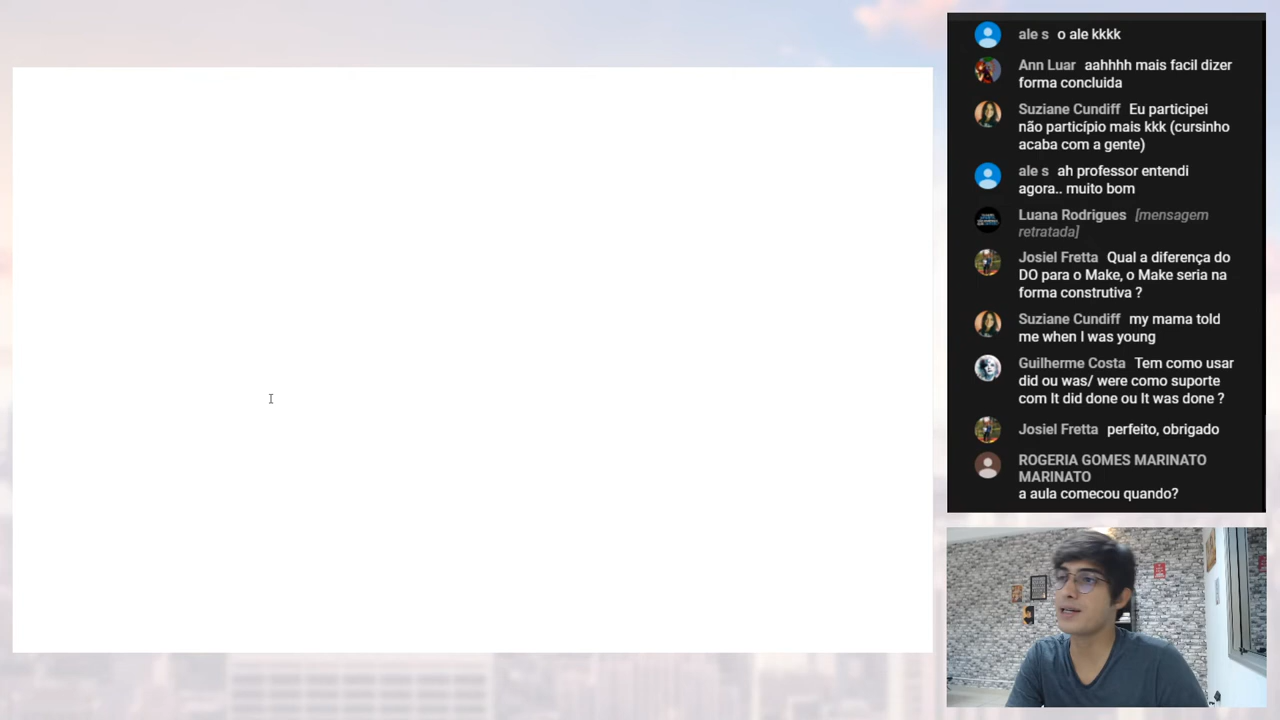 ale s o ale kkkk
Ann Luar aahhhh mais facil dizer
forma concluida
Suziane Cundiff Eu participei
não particípio mais kkk (cursinho
acaba com a gente)
ale s ah professor entendi
agora.. muito bom
Luana Rodrigues [mensagem
retratada]
Josiel Fretta Qual a diferença do
DO para o Make, o Make seria na
forma construtiva ?
Suziane Cundiff my mama told
me when I was young
Guilherme Costa Tem como usar
did ou was/ were como suporte
com It did done ou It was done ?
Josiel Fretta perfeito, obrigado
ROGERIA GOMES MARINATO
MARINATO
a aula comecou quando?